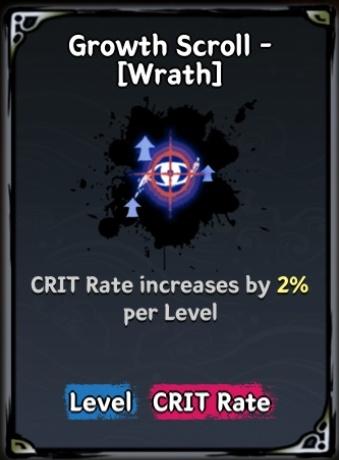 Growth Scroll -
[Wrath]
CRIT Rate increases by 2%
per Level
Level CRIT Rate